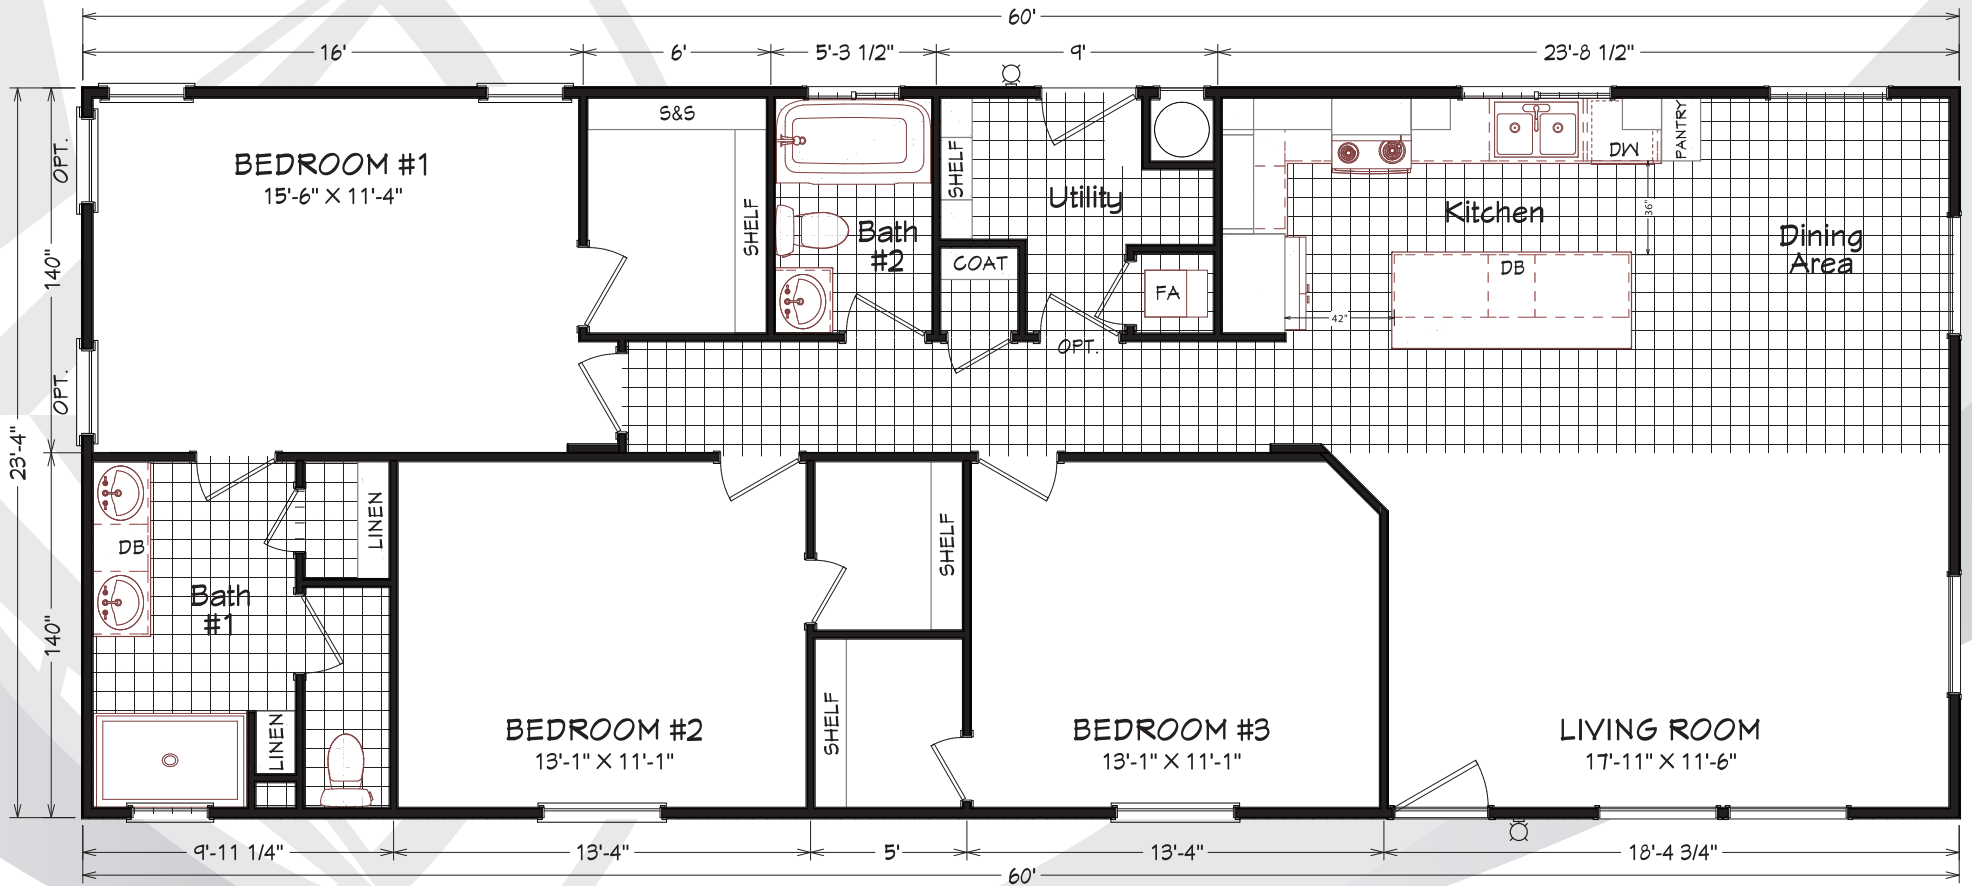 60'
16'
6'
5'-3 1/2"
9'
23'-8 1/2"
S&S
BEDROOM #1
15'-6" X 11'-4"
OPT.
SHELF
Bath
#2
SHELF
Utility
COAT
FA
OPT.
Kitchen
DW
PANTRY
36"
DB
42"
Dining
Area
140"
OPT.
23'-4"
140"
DB
LINEN
Bath
#1
LINEN
BEDROOM #2
13'-1" X 11'-1"
SHELF
SHELF
BEDROOM #3
13'-1" X 11'-1"
LIVING ROOM
17'-11" X 11'-6"
9'-11 1/4"
13'-4"
5'
13'-4"
18'-4 3/4"
60'